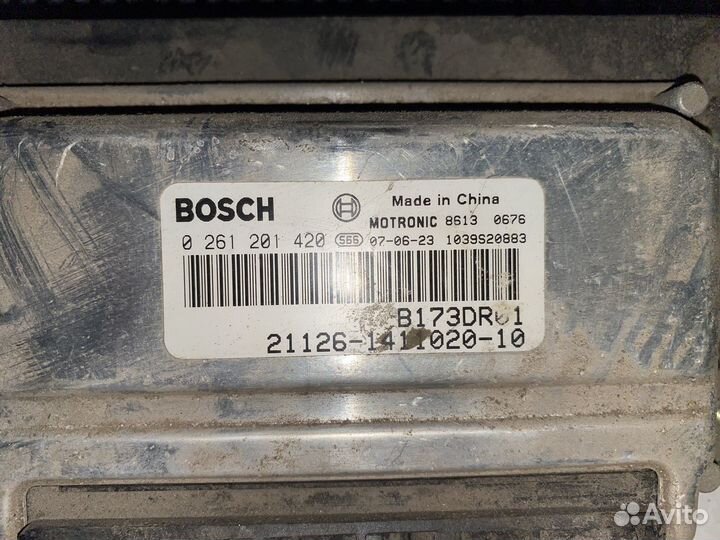 BOSCH
Made in China
MOTRONIC 8613 0676
0 261 201 420 S66 07-06-23 1039S20883
B173DR01
21126-1411020-10
Avito